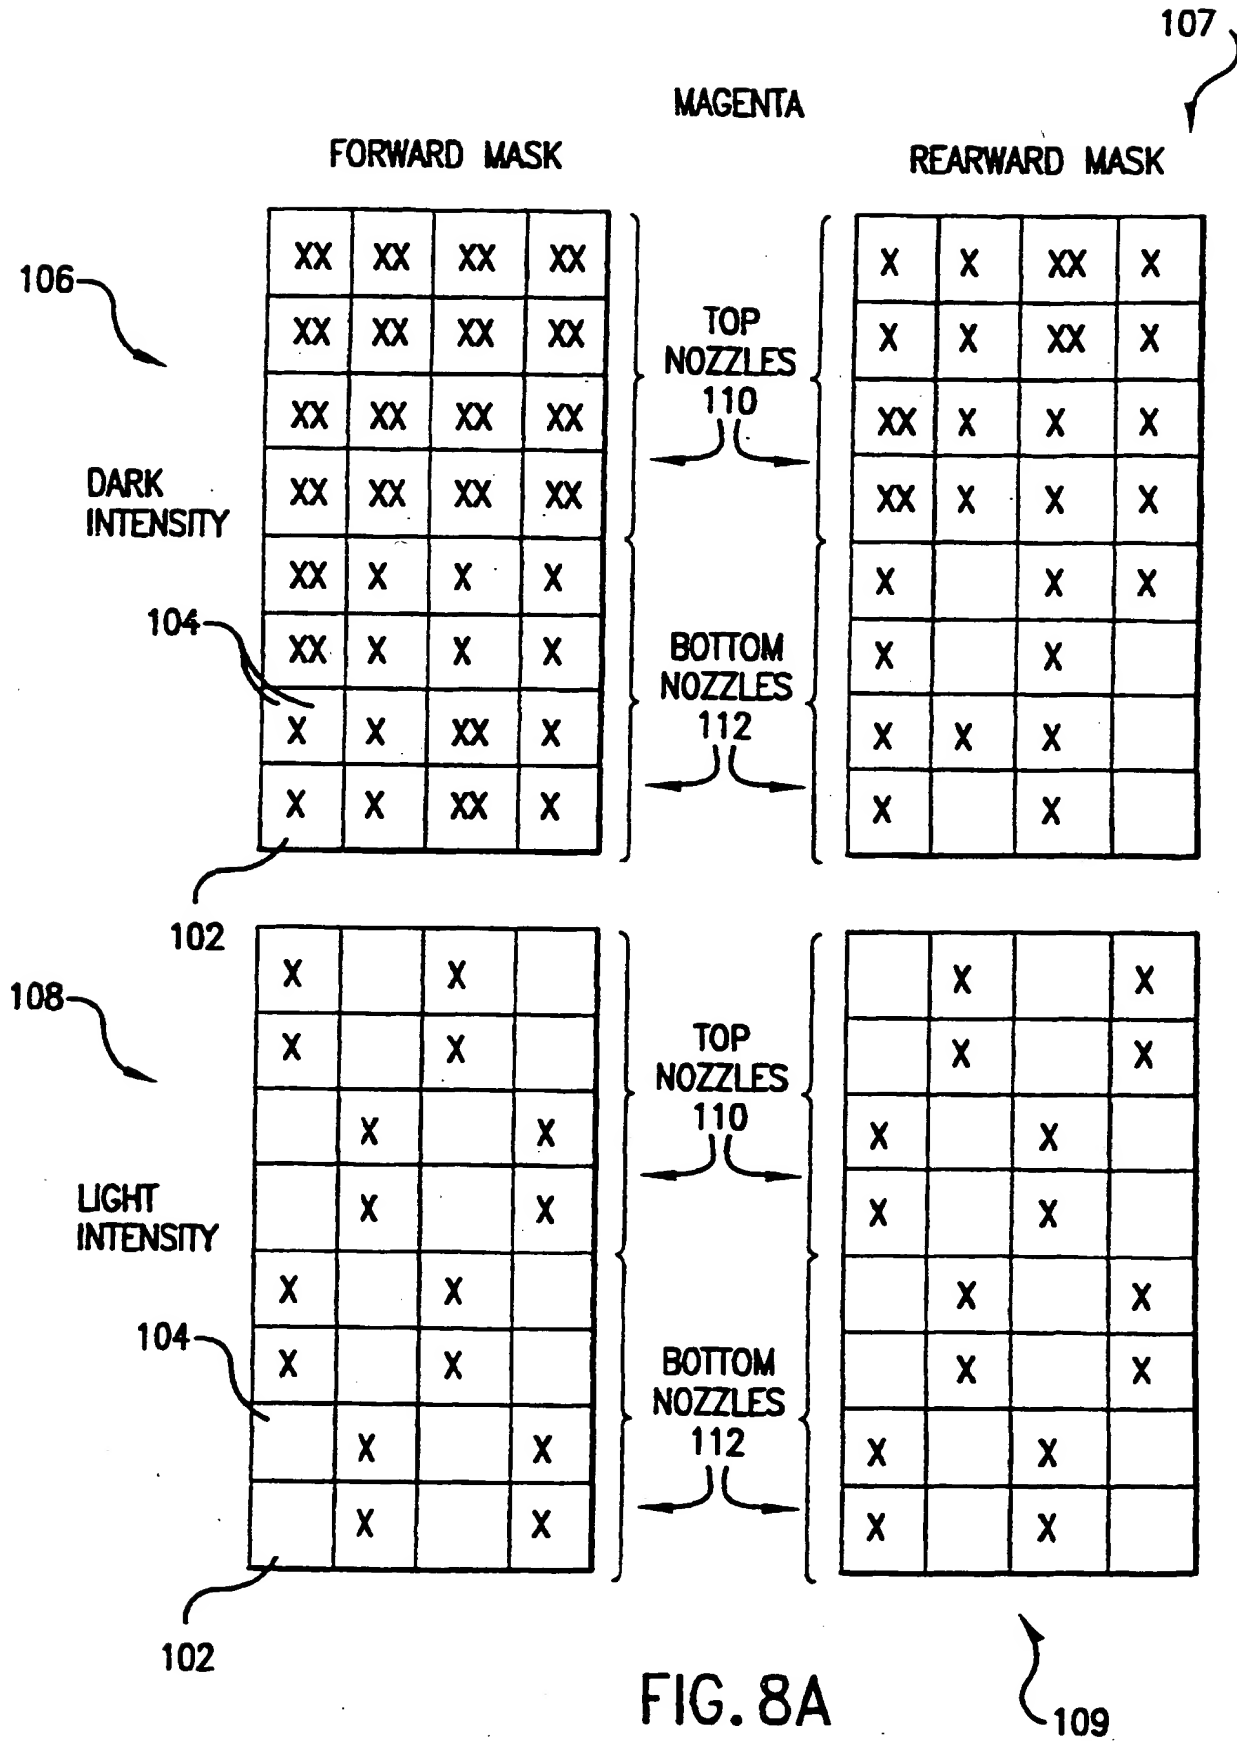 107
MAGENTA
FORWARD MASK
REARWARD MASK
XX XX XX XX
X X XX X
106
XX XX XX XX
TOP
NOZZLES
110
X X XX X
XX XX XX XX
XX X X X
DARK
INTENSITY
XX XX XX XX
XX X X X
XX X X X
X X X
104
XX X X X
BOTTOM
NOZZLES
112
X X
X X XX X
X X X
X X XX X
X X
102
108
X X
X X
X X
TOP
NOZZLES
110
X X
X X
X X
LIGHT
INTENSITY
X X
X X
X X
X X
104
X X
BOTTOM
NOZZLES
112
X X
X X
X X
X X
X X
102
FIG. 8A
109